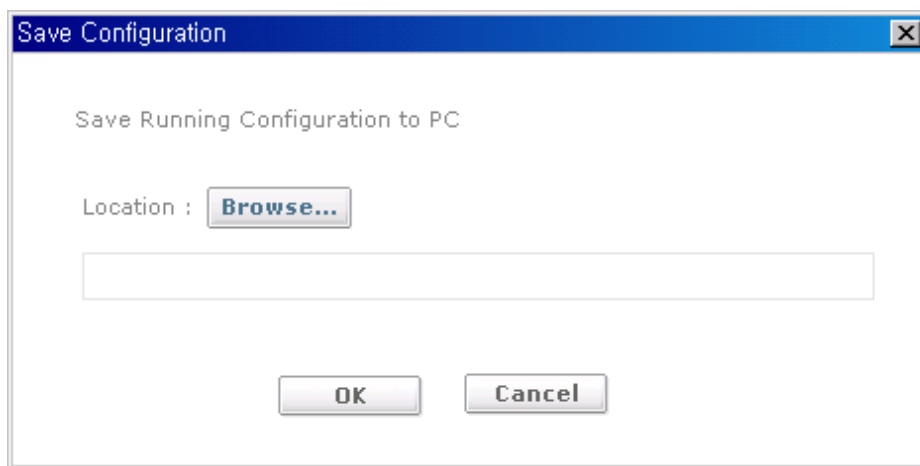 Save Configuration
Save Running Configuration to PC
Location : Browse...
OK Cancel